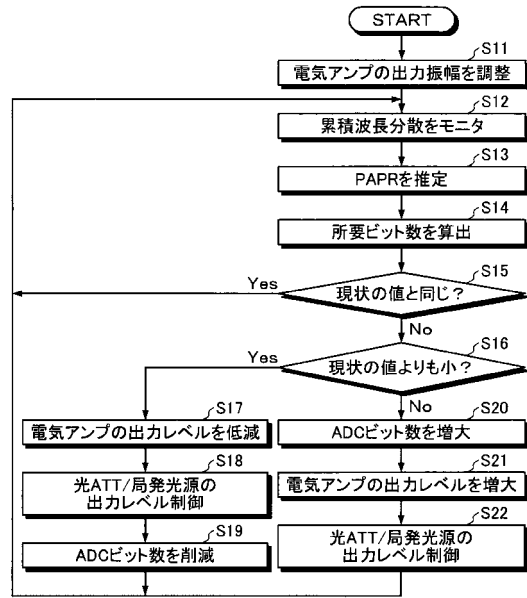 START
S11
電気アンプの出力振幅を調整
S12
累積波長分散をモニタ
S13
PAPRを推定
S14
所要ビット数を算出
S15
Yes
現状の値と同じ?
No
S16
Yes
現状の値よりも小?
No
S17
電気アンプの出力レベルを低減
S18
光ATT/局発光源の
出力レベル制御
S19
ADCビット数を削減
S20
ADCビット数を増大
S21
電気アンプの出力レベルを増大
S22
光ATT/局発光源の
出力レベル制御